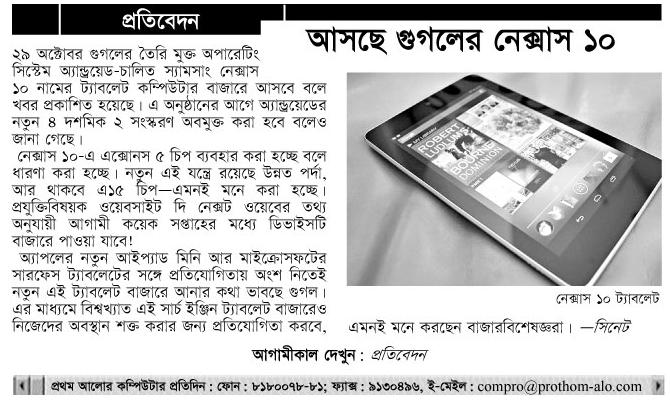 প্রতিবেদন
আসছে গুগলের নেক্সাস ১০
২৯ অক্টোবর গুগলের তৈরি মুক্ত অপারেটিং
সিস্টেম অ্যান্ড্রয়েড-চালিত স্যামসাং নেক্সাস
১০ নামের ট্যাবলেট কম্পিউটার বাজারে আসবে বলে
খবর প্রকাশিত হয়েছে। এ অনুষ্ঠানের আগে অ্যান্ড্রয়েডের
নতুন ৪ দশমিক ২ সংস্করণ অবমুক্ত করা হবে বলেও
জানা গেছে।
নেক্সাস ১০-এ এক্সোনস ৫ চিপ ব্যবহার করা হচ্ছে বলে
ধারণা করা হচ্ছে। নতুন এই যন্ত্রে রয়েছে উন্নত পর্দা,
আর থাকবে এ১৫ চিপ—এমনই মনে করা হচ্ছে।
প্রযুক্তিবিষয়ক ওয়েবসাইট দি নেক্সট ওয়েবের তথ্য
অনুযায়ী আগামী কয়েক সপ্তাহের মধ্যে ডিভাইসটি
বাজারে পাওয়া যাবে!
অ্যাপলের নতুন আইপ্যাড মিনি আর মাইক্রোসফটের
সারফেস ট্যাবলেটের সঙ্গে প্রতিযোগিতায় অংশ নিতেই
নতুন এই ট্যাবলেট বাজারে আনার কথা ভাবছে গুগল।
এর মাধ্যমে বিশ্বখ্যাত এই সার্চ ইঞ্জিন ট্যাবলেট বাজারেও
নিজেদের অবস্থান শক্ত করার জন্য প্রতিযোগিতা করবে,
ROBERT
LUDLUM'S
BOURNE
DOMINION
নেক্সাস ১০ ট্যাবলেট
এমনই মনে করছেন বাজারবিশেষজ্ঞরা। —সিনেট
আগামীকাল দেখুন : প্রতিবেদন
প্রথম আলোর কম্পিউটার প্রতিদিন : ফোন : ৮১৮০০৭৮-৮১; ফ্যাক্স : ৯১৩০৪৯৬, ই-মেইল : compro@prothom-alo.com